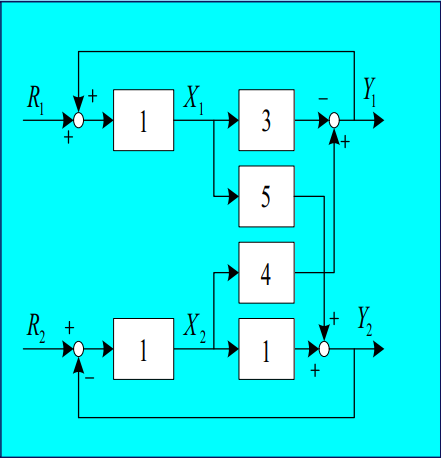 R₁ + + 1 X₁ 3 − + Y₁
5
4
R₂ + − 1 X₂ 1 + + Y₂